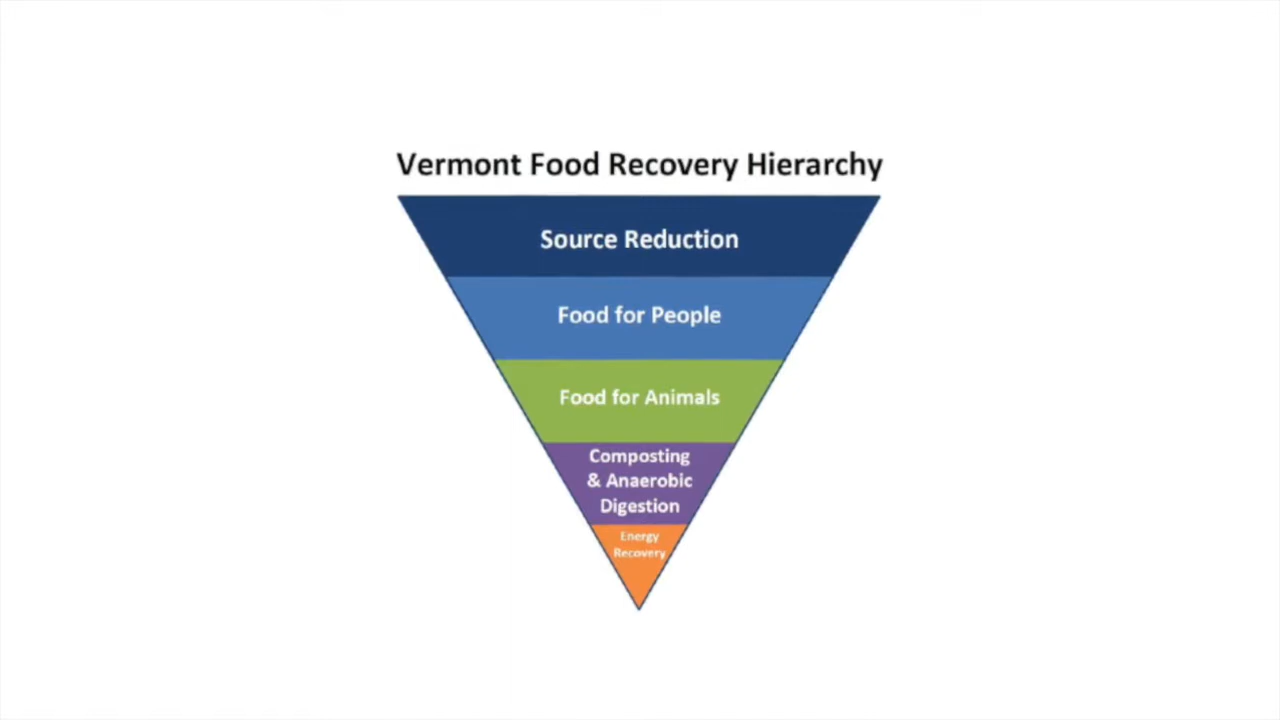 Vermont Food Recovery Hierarchy
Source Reduction
Food for People
Food for Animals
Composting
& Anaerobic
Digestion
Energy
Recovery